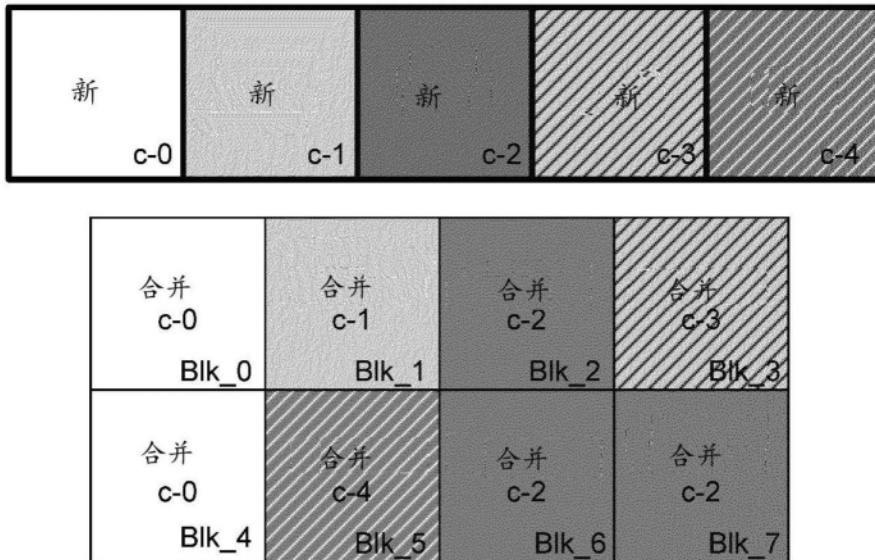 新 新 新 新 新
c-0 c-1 c-2 c-3 c-4
合并 合并 合并 合并
c-0 c-1 c-2 c-3
Blk_0 Blk_1 Blk_2 Blk_3
合并 合并 合并 合并
c-0 c-4 c-2 c-2
Blk_4 Blk_5 Blk_6 Blk_7